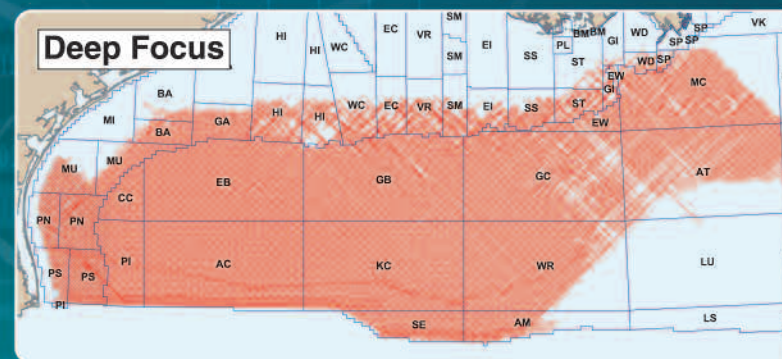 Deep Focus
HI
HI
WC
EC
VR
SM
SM
EI
SS
PL
BM
BM
ST
GI
WD
SP
SP
SP
VK
BA
BA
MI
GA
HI
HI
WC
EC
VR
SM
EI
SS
ST
EW
GI
EW
WD
SP
MC
MU
MU
EB
GB
GC
AT
CC
PN
PN
PI
AC
KC
WR
LU
PS
PS
PI
SE
AM
LS